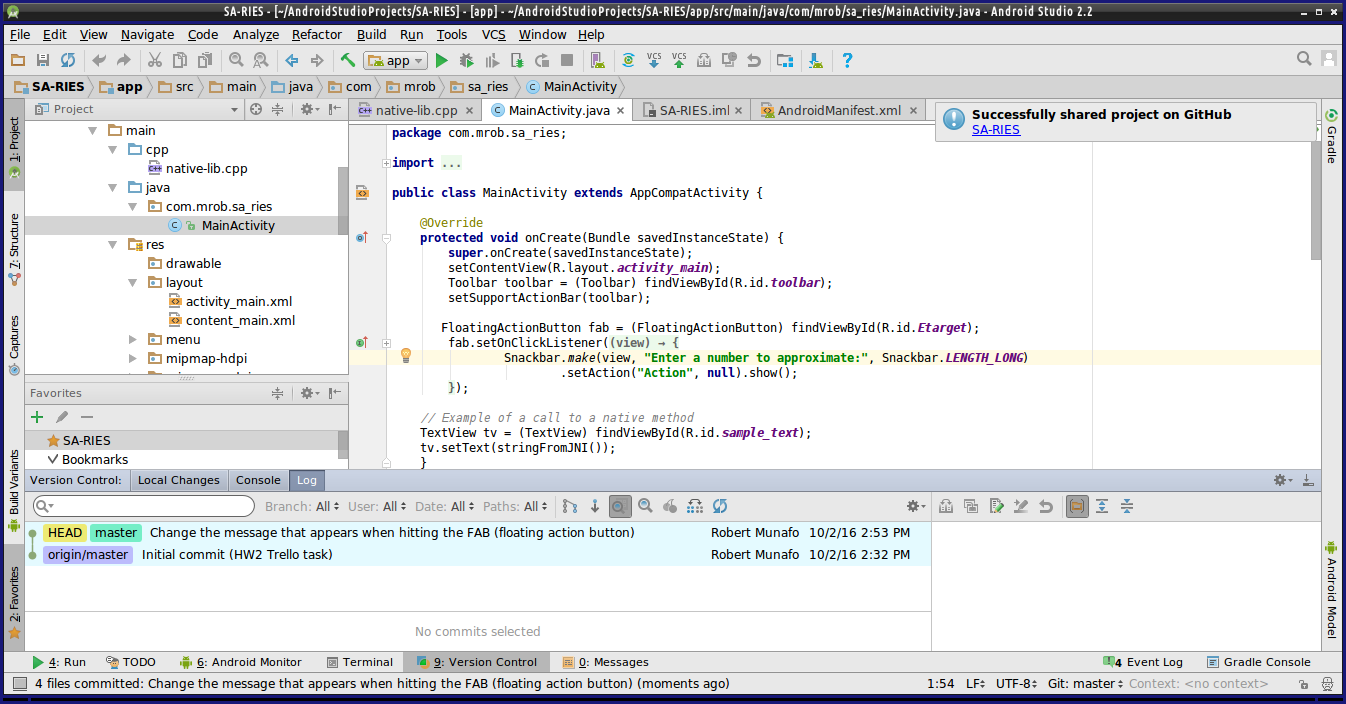 SA-RIES - [~/AndroidStudioProjects/SA-RIES] - [app] - ~/AndroidStudioProjects/SA-RIES/app/src/main/java/com/mrob/sa_ries/MainActivity.java - Android Studio 2.2
File Edit View Navigate Code Analyze Refactor Build Run Tools VCS Window Help
app VCS VCS ?
SA-RIES app src main java com mrob sa_ries MainActivity
Project
native-lib.cpp MainActivity.java SA-RIES.iml AndroidManifest.xml
Successfully shared project on GitHub
SA-RIES
1: Project
7: Structure
Captures
Build Variants
2: Favorites
main
cpp
native-lib.cpp
java
com.mrob.sa_ries
MainActivity
res
drawable
layout
activity_main.xml
content_main.xml
menu
mipmap-hdpi
package com.mrob.sa_ries;
import ...
public class MainActivity extends AppCompatActivity {
@Override
protected void onCreate(Bundle savedInstanceState) {
super.onCreate(savedInstanceState);
setContentView(R.layout.activity_main);
Toolbar toolbar = (Toolbar) findViewById(R.id.toolbar);
setSupportActionBar(toolbar);
FloatingActionButton fab = (FloatingActionButton) findViewById(R.id.Etarget);
fab.setOnClickListener((view) → {
Snackbar.make(view, "Enter a number to approximate:", Snackbar.LENGTH_LONG)
.setAction("Action", null).show();
});
// Example of a call to a native method
TextView tv = (TextView) findViewById(R.id.sample_text);
tv.setText(stringFromJNI());
}
Gradle
Android Model
Favorites
SA-RIES
Bookmarks
Version Control: Local Changes Console Log
Branch: All User: All Date: All Paths: All
HEAD master Change the message that appears when hitting the FAB (floating action button) Robert Munafo 10/2/16 2:53 PM
origin/master Initial commit (HW2 Trello task) Robert Munafo 10/2/16 2:32 PM
No commits selected
4: Run TODO 6: Android Monitor Terminal 9: Version Control 0: Messages 4 Event Log Gradle Console
4 files committed: Change the message that appears when hitting the FAB (floating action button) (moments ago) 1:54 LF UTF-8 Git: master Context: <no context>